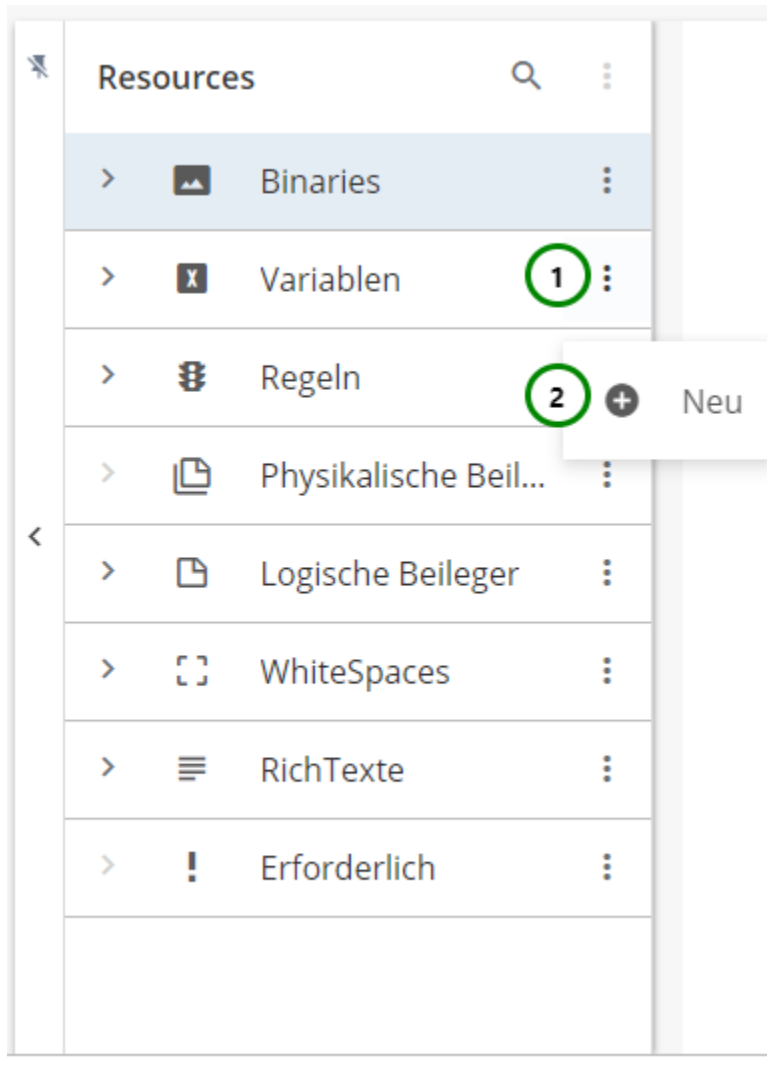 Resources
Binaries
Variablen 1
Regeln
2 Neu
Physikalische Beil...
Logische Beileger
WhiteSpaces
RichTexte
Erforderlich